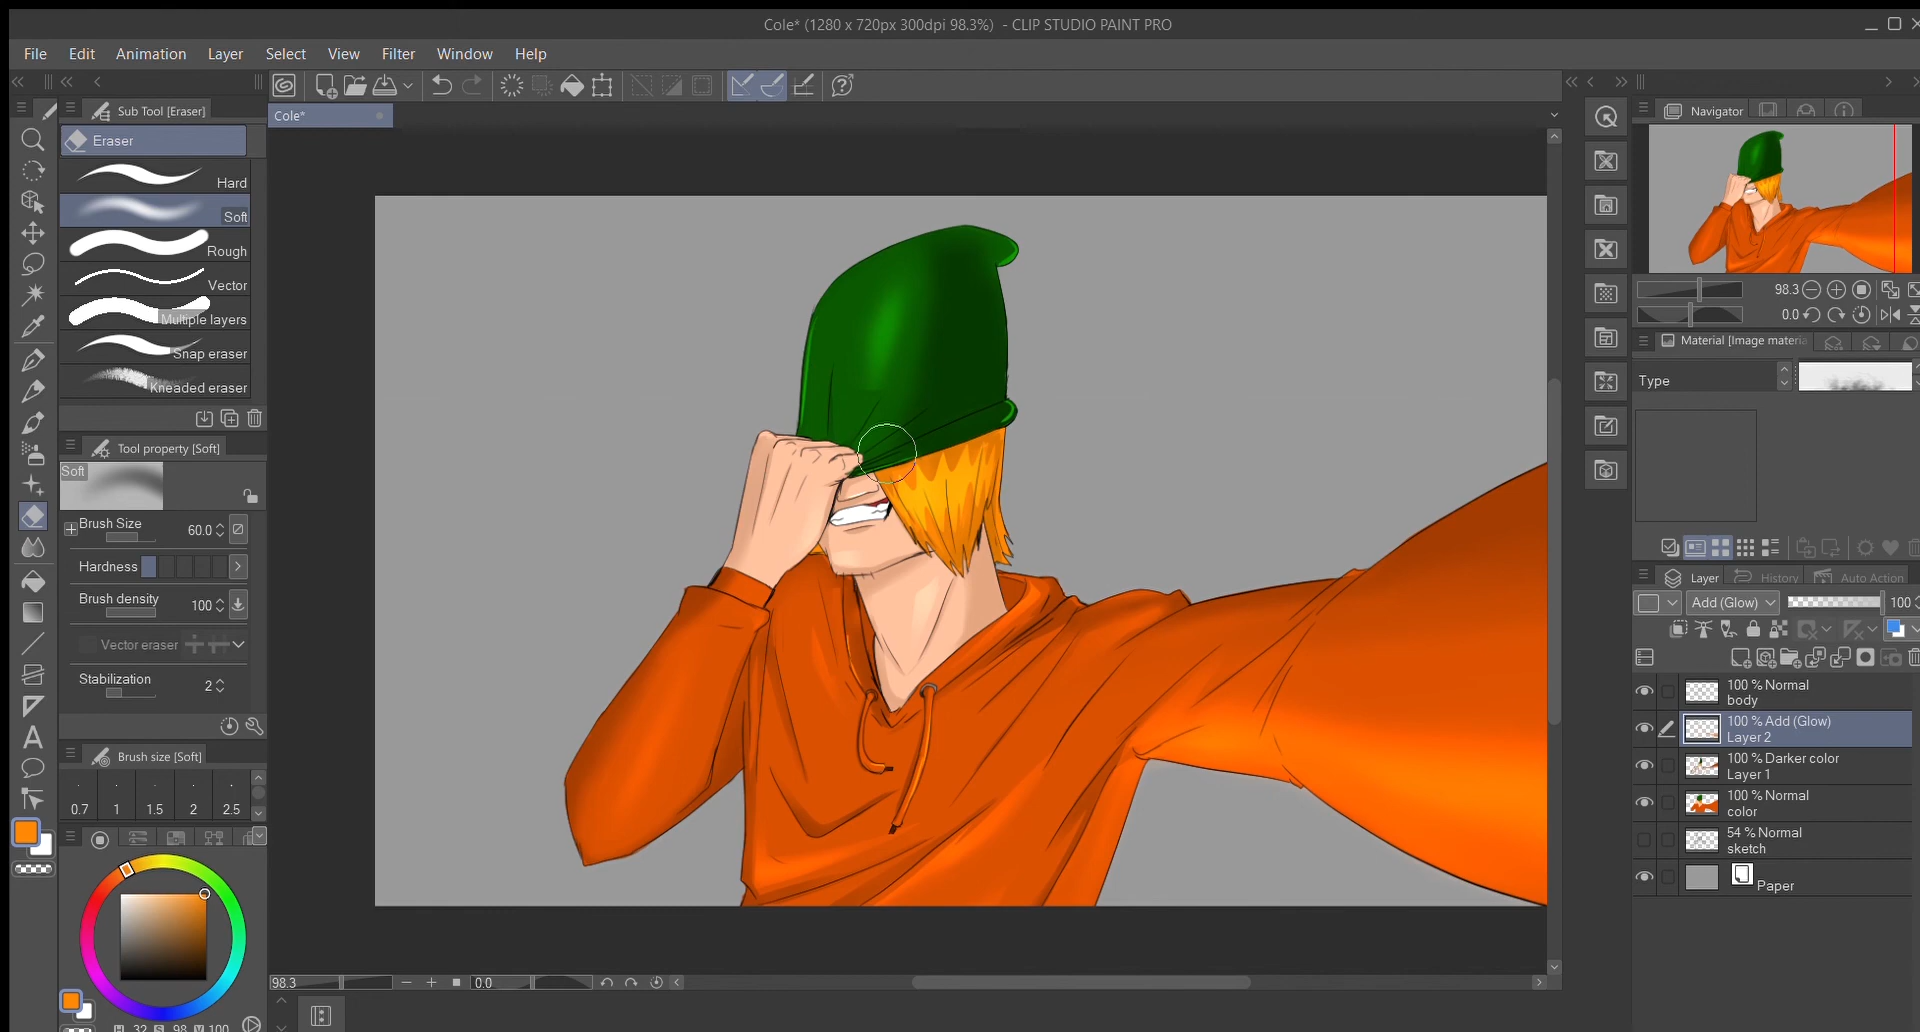 Cole* (1280 x 720px 300dpi 98.3%) - CLIP STUDIO PAINT PRO
File Edit Animation Layer Select View Filter Window Help
Sub Tool [Eraser]
Cole*
Navigator
Eraser
Hard
Soft
Rough
Vector
Multiple layers
Snap eraser
Kneaded eraser
98.3
0.0
Material [Image materia
Type
Tool property [Soft]
Soft
Brush Size 60.0
Hardness
Brush density 100
Vector eraser
Stabilization 2
Layer History Auto Action
Add (Glow) 100
100 % Normal
body
100 % Add (Glow)
Layer 2
100 % Darker color
Layer 1
100 % Normal
color
54 % Normal
sketch
Paper
Brush size [Soft]
0.7 1 1.5 2 2.5
98.3 0.0
H 32 S 98 V 100